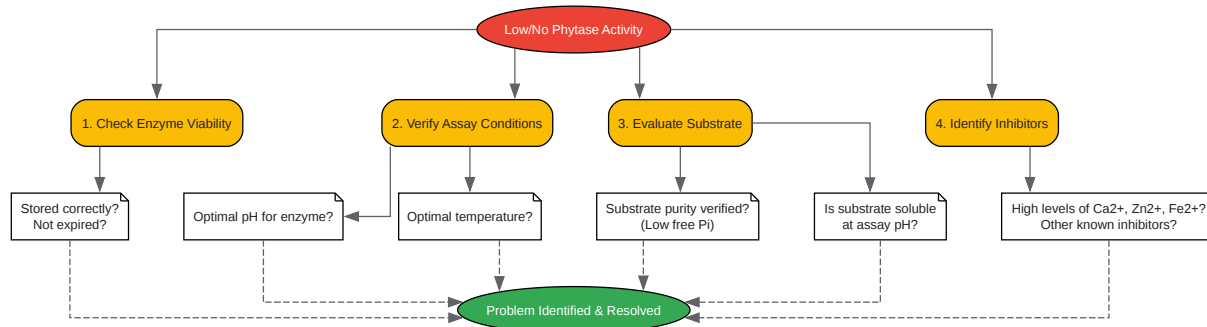 Low/No Phytase Activity
1. Check Enzyme Viability
2. Verify Assay Conditions
3. Evaluate Substrate
4. Identify Inhibitors
Stored correctly?
Not expired?
Optimal pH for enzyme?
Optimal temperature?
Substrate purity verified?
(Low free Pi)
Is substrate soluble
at assay pH?
High levels of Ca2+, Zn2+, Fe2+?
Other known inhibitors?
Problem Identified & Resolved